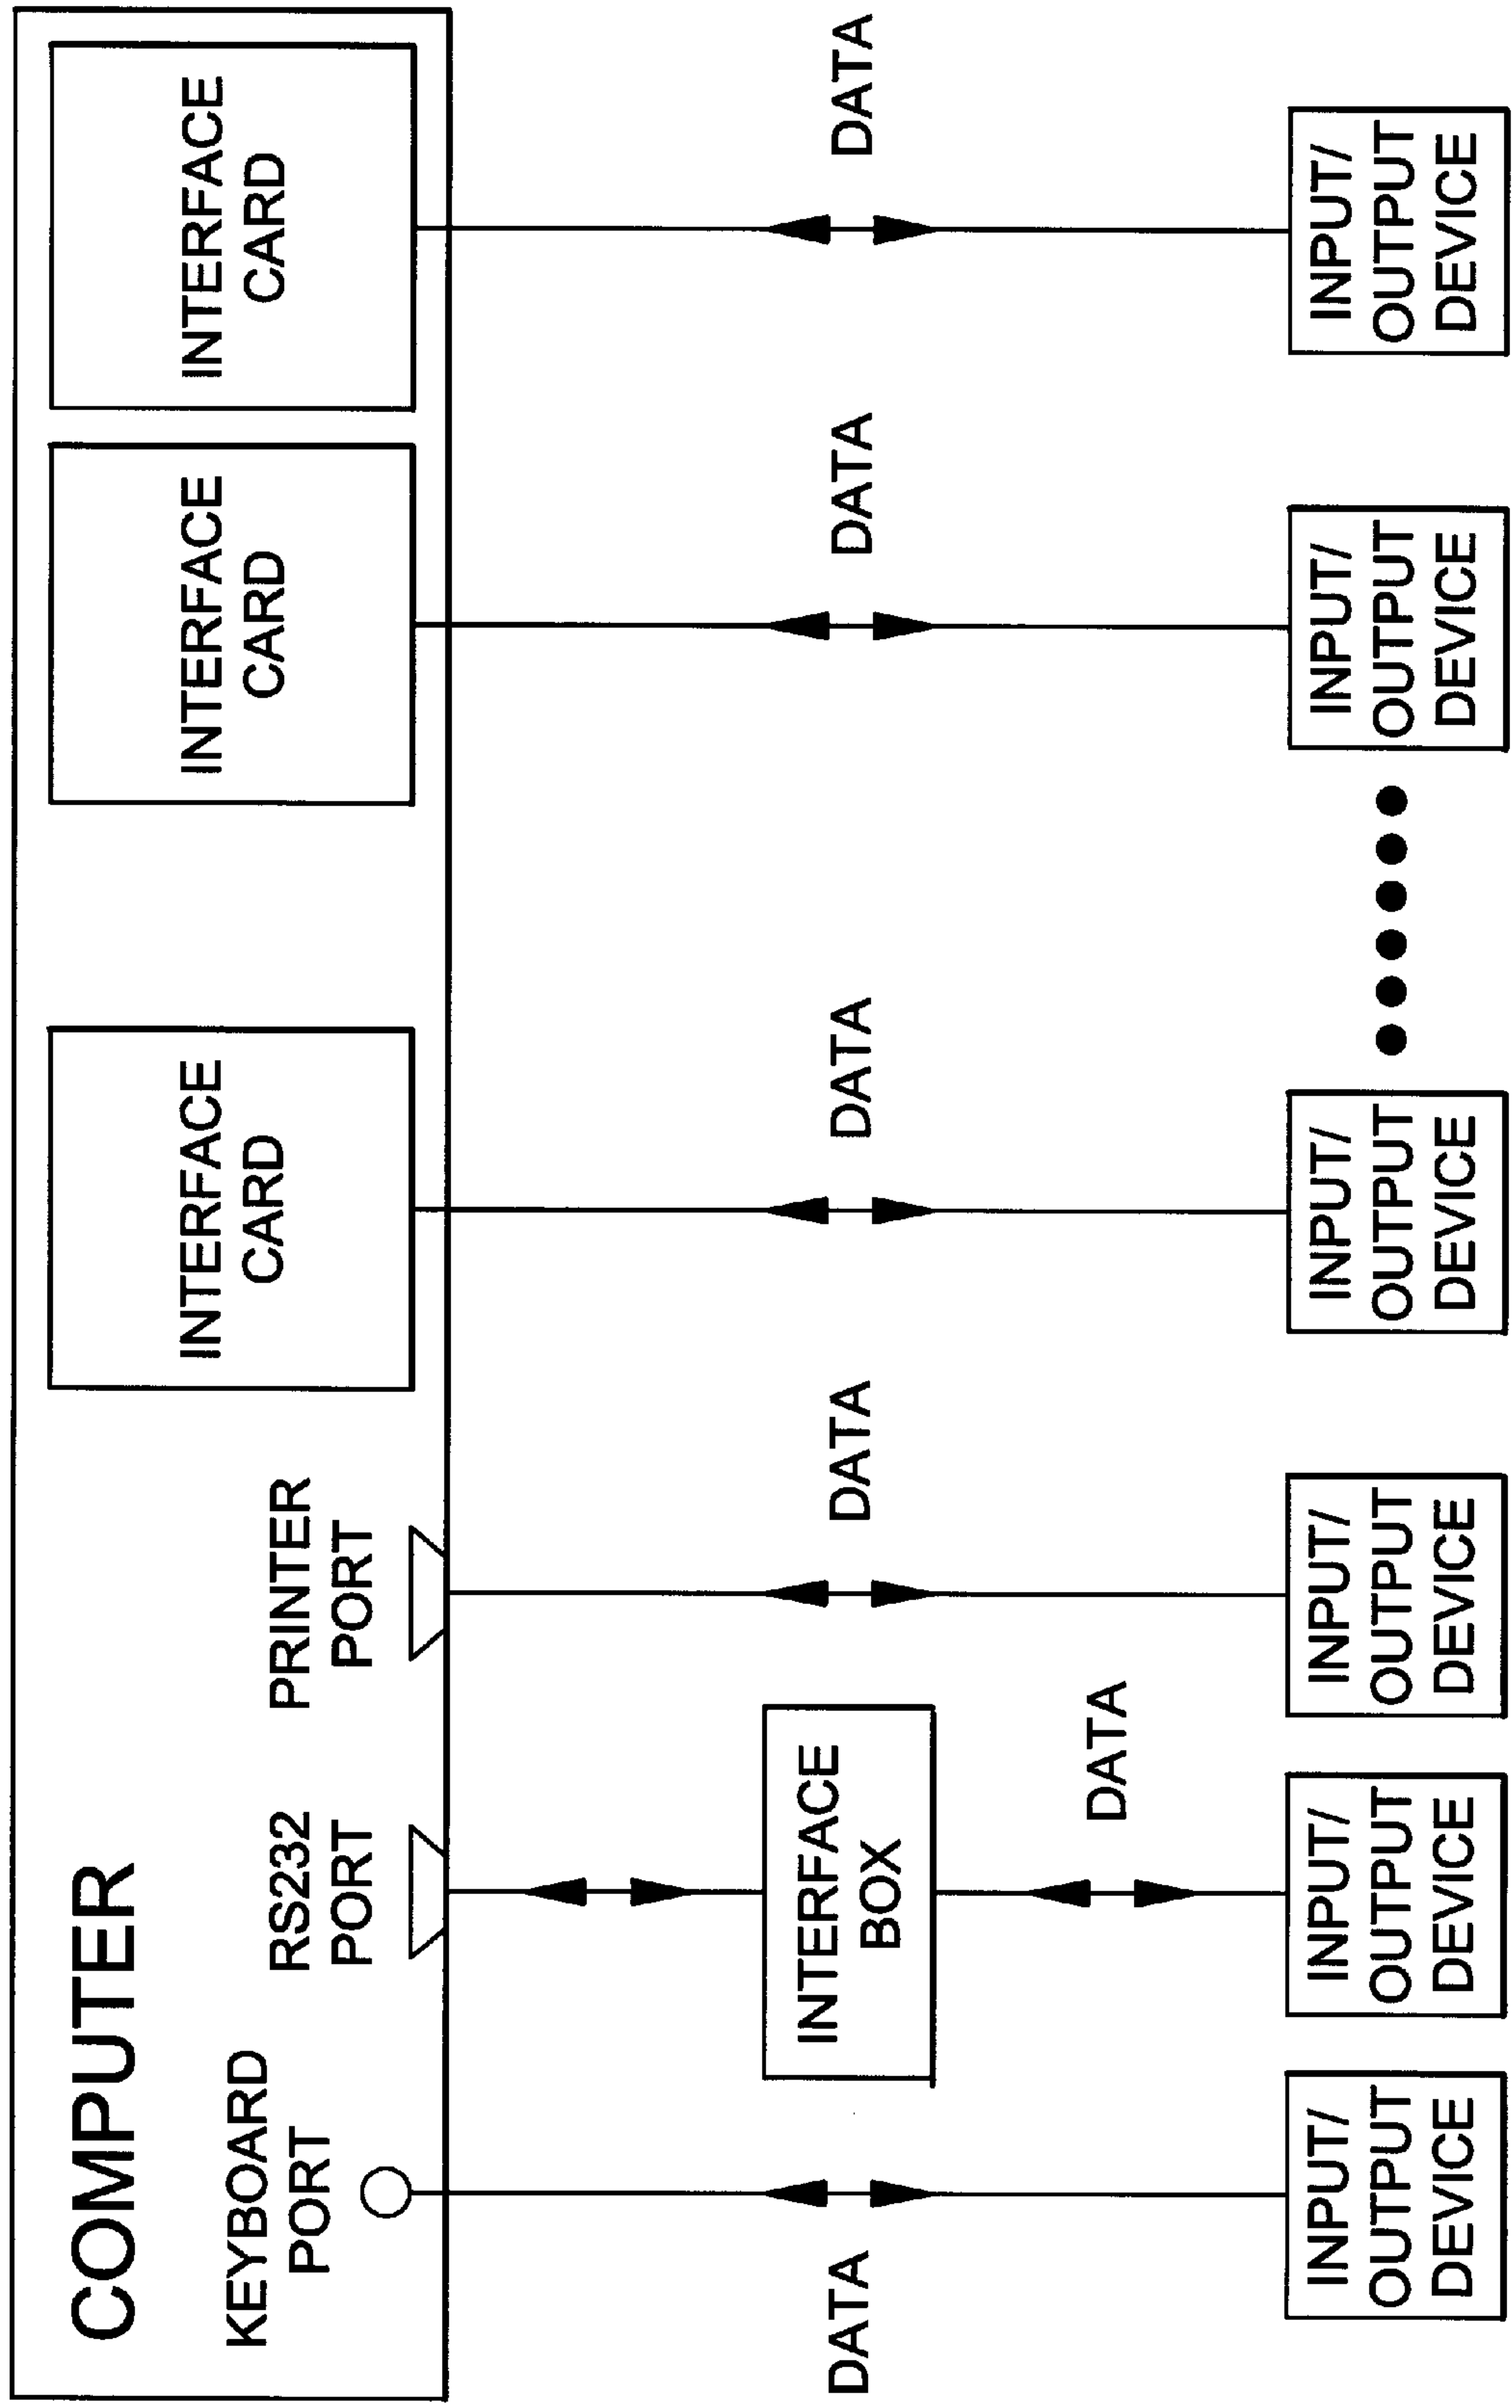 COMPUTER
KEYBOARD
PORT
RS232
PORT
PRINTER
PORT
INTERFACE
CARD
INTERFACE
CARD
INTERFACE
CARD
DATA
INTERFACE
BOX
DATA
DATA
DATA
DATA
DATA
INPUT/
OUTPUT
DEVICE
INPUT/
OUTPUT
DEVICE
INPUT/
OUTPUT
DEVICE
INPUT/
OUTPUT
DEVICE
INPUT/
OUTPUT
DEVICE
INPUT/
OUTPUT
DEVICE